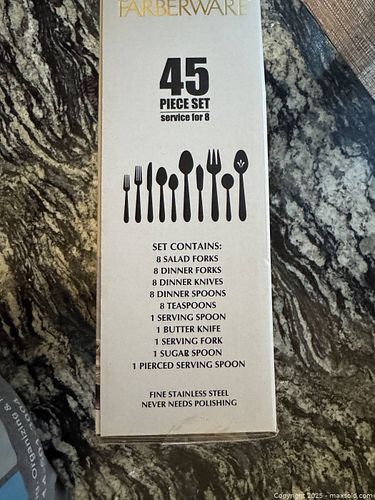 FARBERWARE
45
PIECE SET
service for 8
SET CONTAINS:
8 SALAD FORKS
8 DINNER FORKS
8 DINNER KNIVES
8 DINNER SPOONS
8 TEASPOONS
1 SERVING SPOON
1 BUTTER KNIFE
1 SERVING FORK
1 SUGAR SPOON
1 PIERCED SERVING SPOON
FINE STAINLESS STEEL
NEVER NEEDS POLISHING
Copyright 2025 - maxsold.com